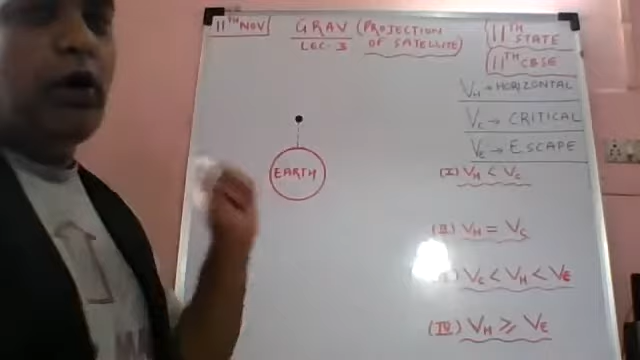 11TH NOV
GRAV (PROJECTION
LEC-3 OF SATELLITE)
11TH STATE
11TH CBSE
VH → HORIZONTAL
VC → CRITICAL
VE → ESCAPE
EARTH
(I) VH < VC
(II) VH = VC
VC < VH < VE
(IV) VH ⩾ VE